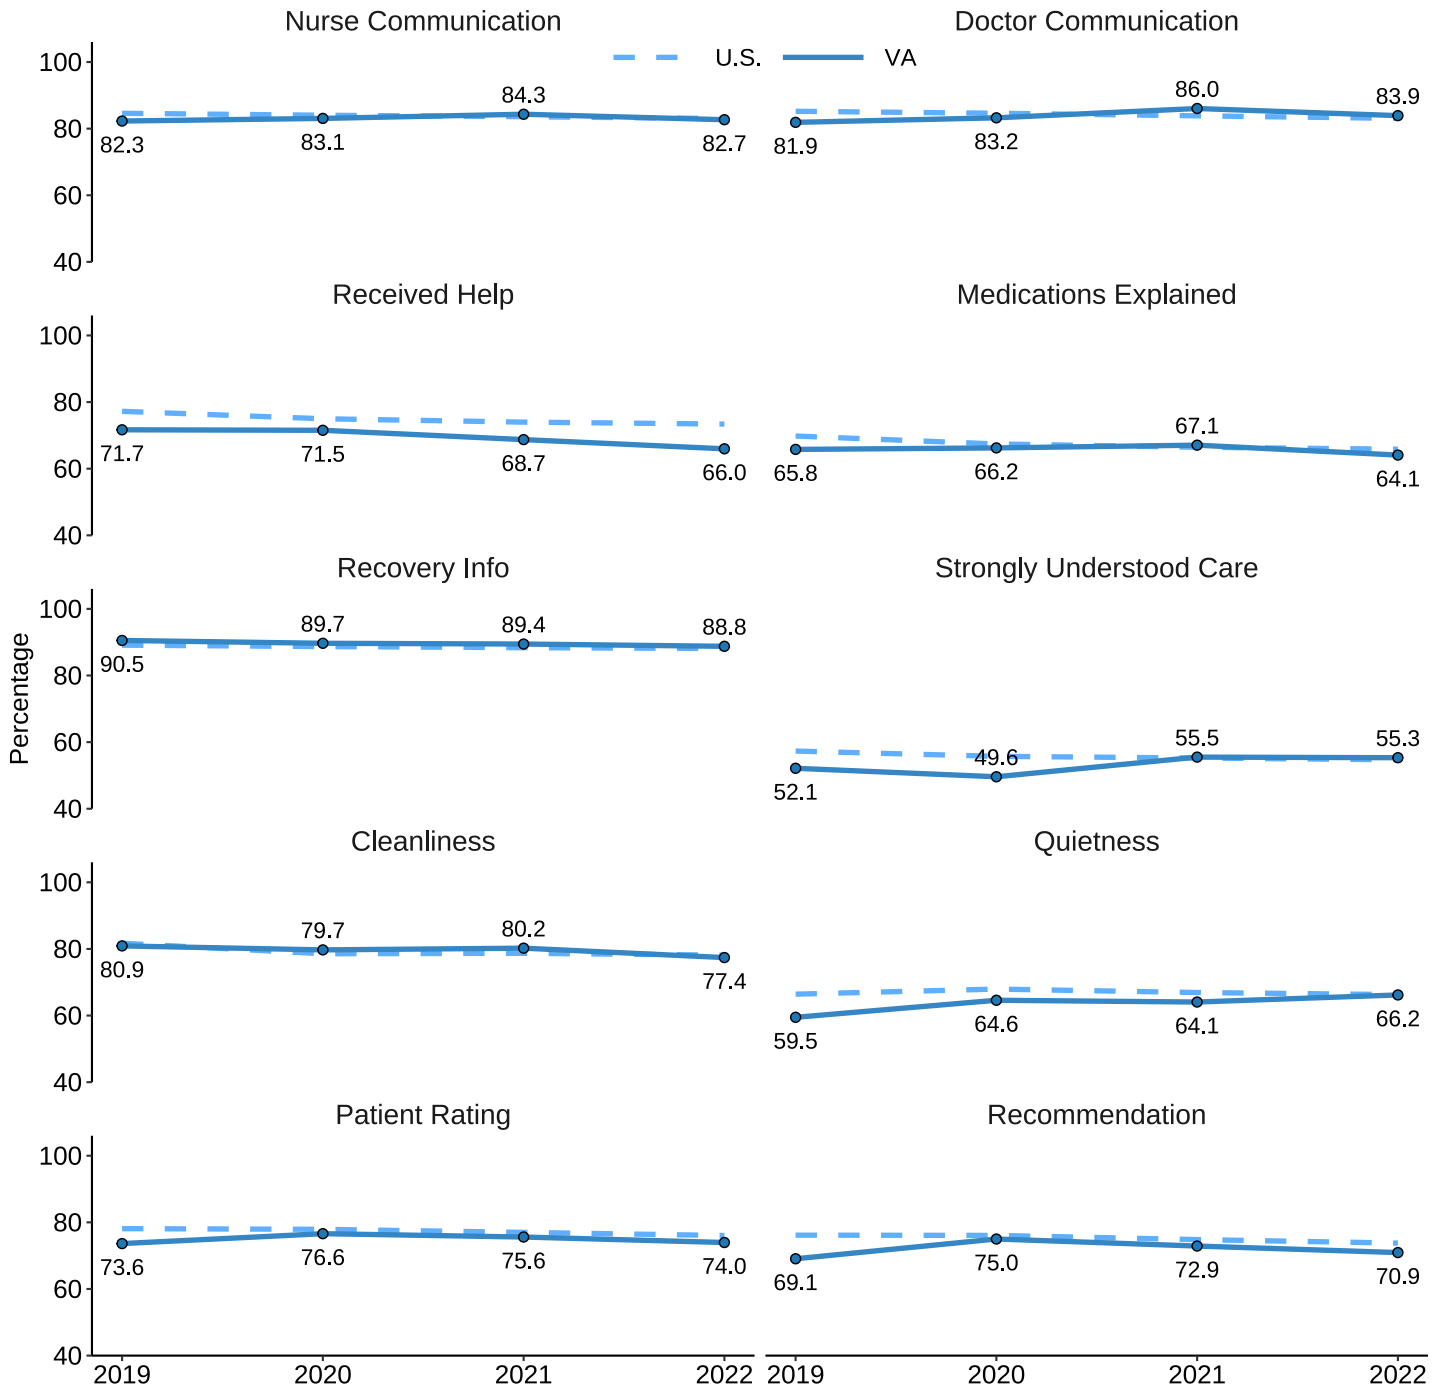 Nurse Communication
Doctor Communication
U.S. VA
100
80
60
40
82.3 83.1 84.3 82.7
81.9 83.2 86.0 83.9
Received Help
Medications Explained
100
80
60
40
71.7 71.5 68.7 66.0
65.8 66.2 67.1 64.1
Recovery Info
Strongly Understood Care
Percentage
100
80
60
40
90.5 89.7 89.4 88.8
52.1 49.6 55.5 55.3
Cleanliness
Quietness
100
80
60
40
80.9 79.7 80.2 77.4
59.5 64.6 64.1 66.2
Patient Rating
Recommendation
100
80
60
40
73.6 76.6 75.6 74.0
69.1 75.0 72.9 70.9
2019 2020 2021 2022
2019 2020 2021 2022